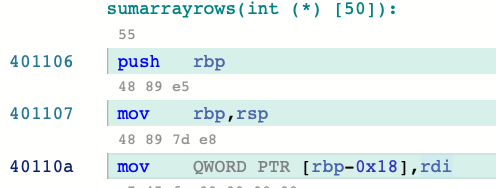 sumarrayrows(int (*) [50]):
55
401106 push rbp
48 89 e5
401107 mov rbp,rsp
48 89 7d e8
40110a mov QWORD PTR [rbp-0x18],rdi